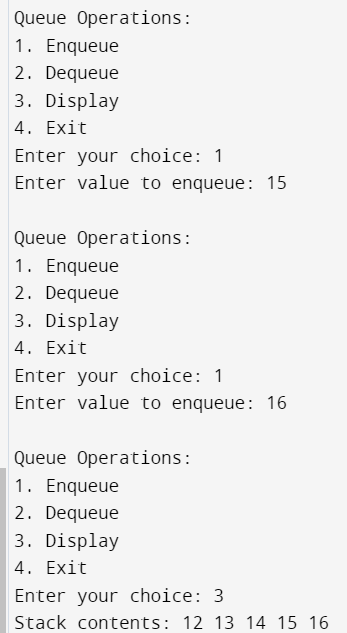 Queue Operations:
1. Enqueue
2. Dequeue
3. Display
4. Exit
Enter your choice: 1
Enter value to enqueue: 15
Queue Operations:
1. Enqueue
2. Dequeue
3. Display
4. Exit
Enter your choice: 1
Enter value to enqueue: 16
Queue Operations:
1. Enqueue
2. Dequeue
3. Display
4. Exit
Enter your choice: 3
Stack contents: 12 13 14 15 16